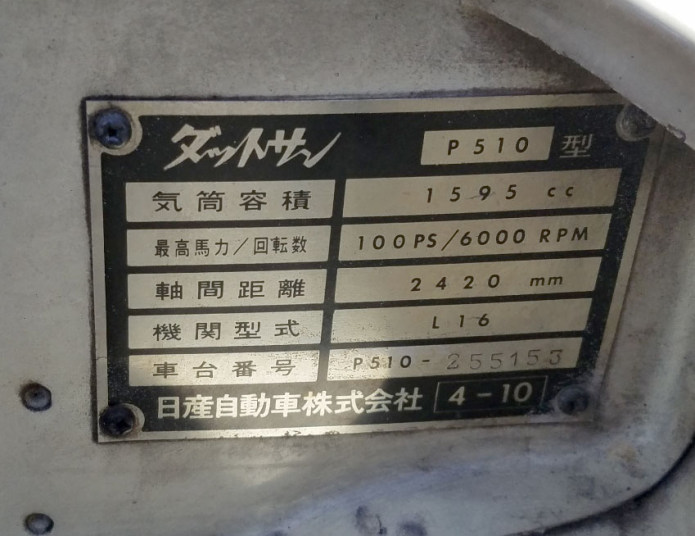 ダットサン P510 型
気筒容積 1595 cc
最高馬力/回転数 100PS/6000 RPM
軸間距離 2420 mm
機関型式 L16
車台番号 P510-255153
日産自動車株式会社 4-10